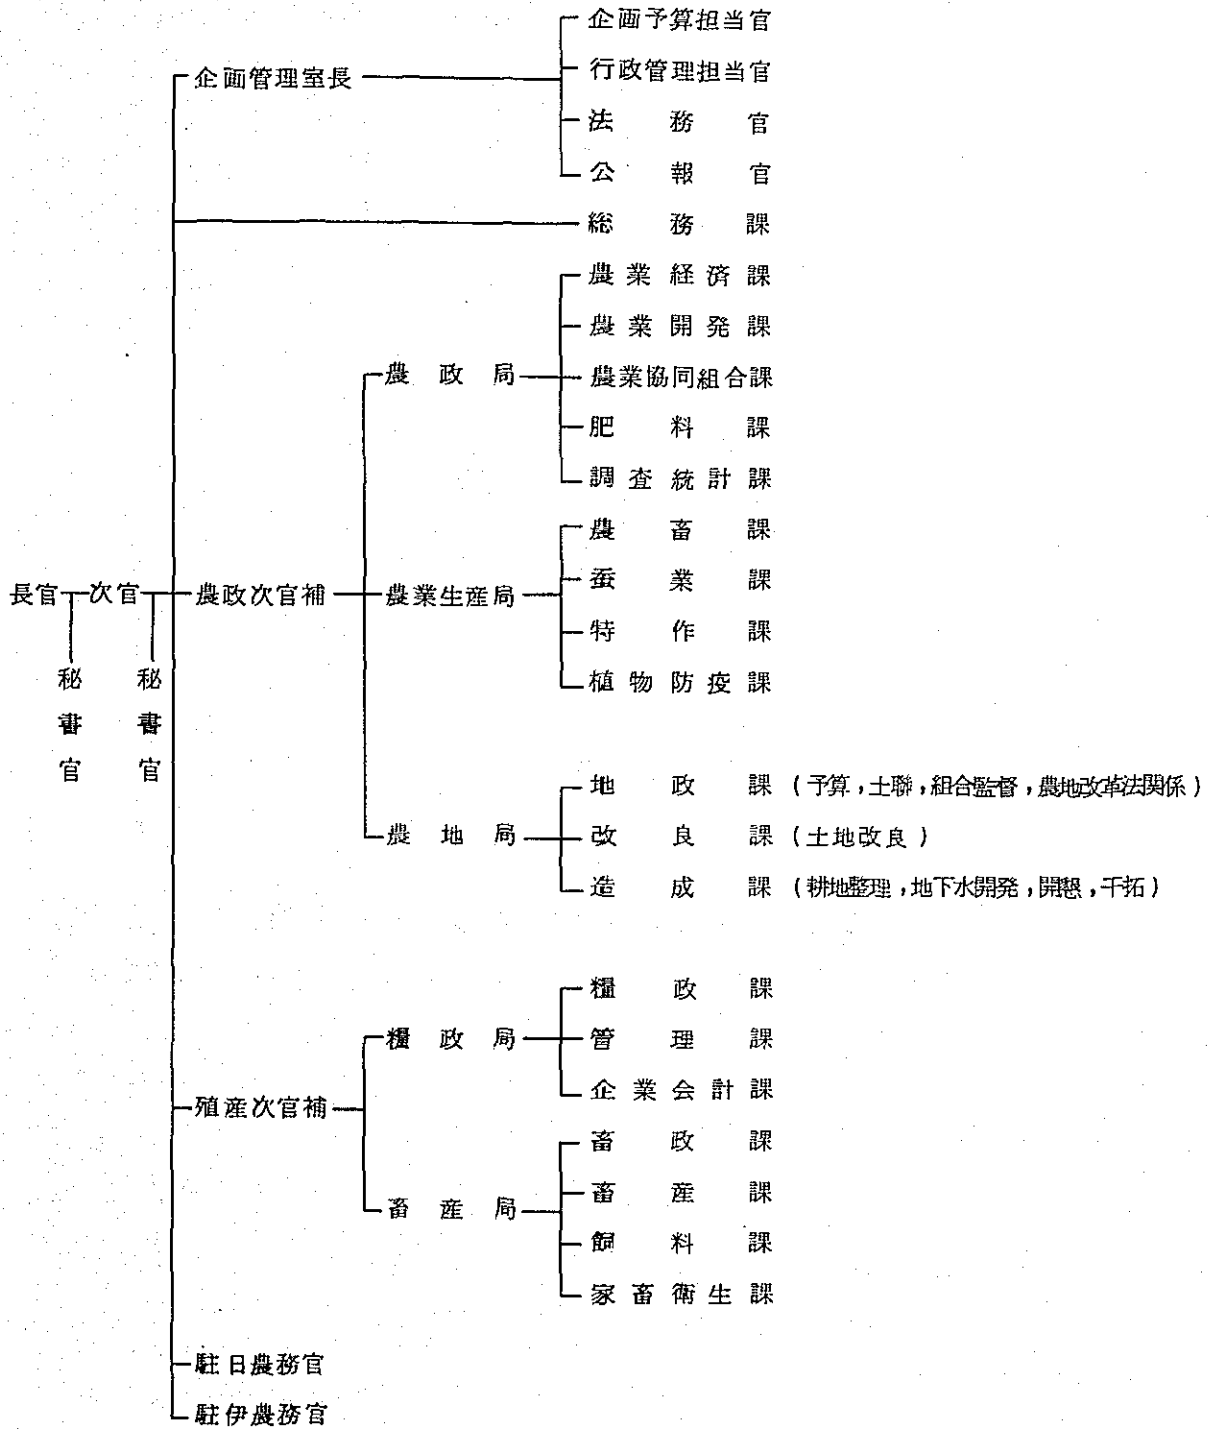 企画予算担当官
企画管理室長
行政管理担当官
法務官
公報官
総務課
農業経済課
農業開発課
農政局
農業協同組合課
肥料課
調査統計課
農畜課
長官
次官
農政次官補
農業生産局
蚕業課
特作課
植物防疫課
秘書官
秘書官
地政課 (予算,土聯,組合監督,農地改革法関係)
農地局
改良課 (土地改良)
造成課 (耕地整理,地下水開発,開懇,干拓)
糧政課
糧政局
管理課
企業会計課
殖産次官補
畜政課
畜産課
畜産局
飼料課
家畜衛生課
駐日農務官
駐伊農務官